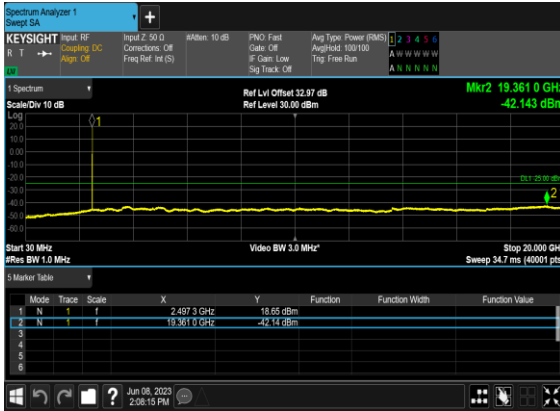 Spectrum Analyzer 1
Swept SA
+
KEYSIGHT Input: RF Input Z: 50 Ω #Atten: 10 dB PNO: Fast Avg Type: Power (RMS) 1 2 3 4 5 6
R T Coupling: DC Corrections: Off Gate: Off Avg|Hold: 100/100 A W W W W W
Align: Off Freq Ref: Int (S) IF Gain: Low Trig: Free Run
Sig Track: Off A N N N N N
1 Spectrum
Ref Lvl Offset 32.97 dB Mkr2 19.361 0 GHz
Scale/Div 10 dB Ref Level 30.00 dBm -42.143 dBm
Log
1
20.0
10.0
0.00
-10.0
-20.0
DL1 -25.00 dBm
-30.0
2
-40.0
-50.0
-60.0
Start 30 MHz Video BW 3.0 MHz* Stop 20.000 GH
#Res BW 1.0 MHz Sweep 34.7 ms (40001 pts
5 Marker Table
Mode Trace Scale X Y Function Function Width Function Value
1 N 1 f 2.497 3 GHz 18.65 dBm
2 N 1 f 19.361 0 GHz -42.14 dBm
3
4
5
6
? Jun 08, 2023
2:08:15 PM